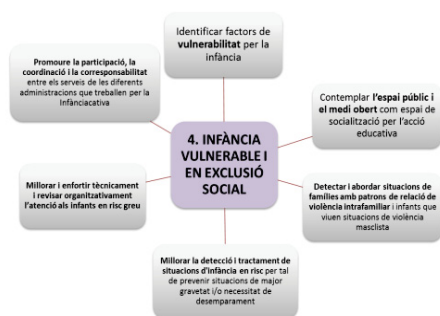 Identificar factors de
vulnerabilitat per la
infància
Promoure la participació, la
coordinació i la corresponsabilitat
entre els serveis de les diferents
administracions que treballen per la
Infànciacativa
Contemplar l'espai públic i
el medi obert com espai de
socialització per l'acció
educativa
4. INFÀNCIA
VULNERABLE I
EN EXCLUSIÓ
SOCIAL
Millorar i enfortir tècnicament
i revisar organitzativament
l'atenció als infants en risc greu
Detectar i abordar situacions de
famílies amb patrons de relació de
violència intrafamiliar i infants que
viuen situacions de violència
masclista
Millorar la detecció i tractament de
situacions d'infància en risc per tal
de prevenir situacions de major
gravetat i/o necessitat de
desemparament